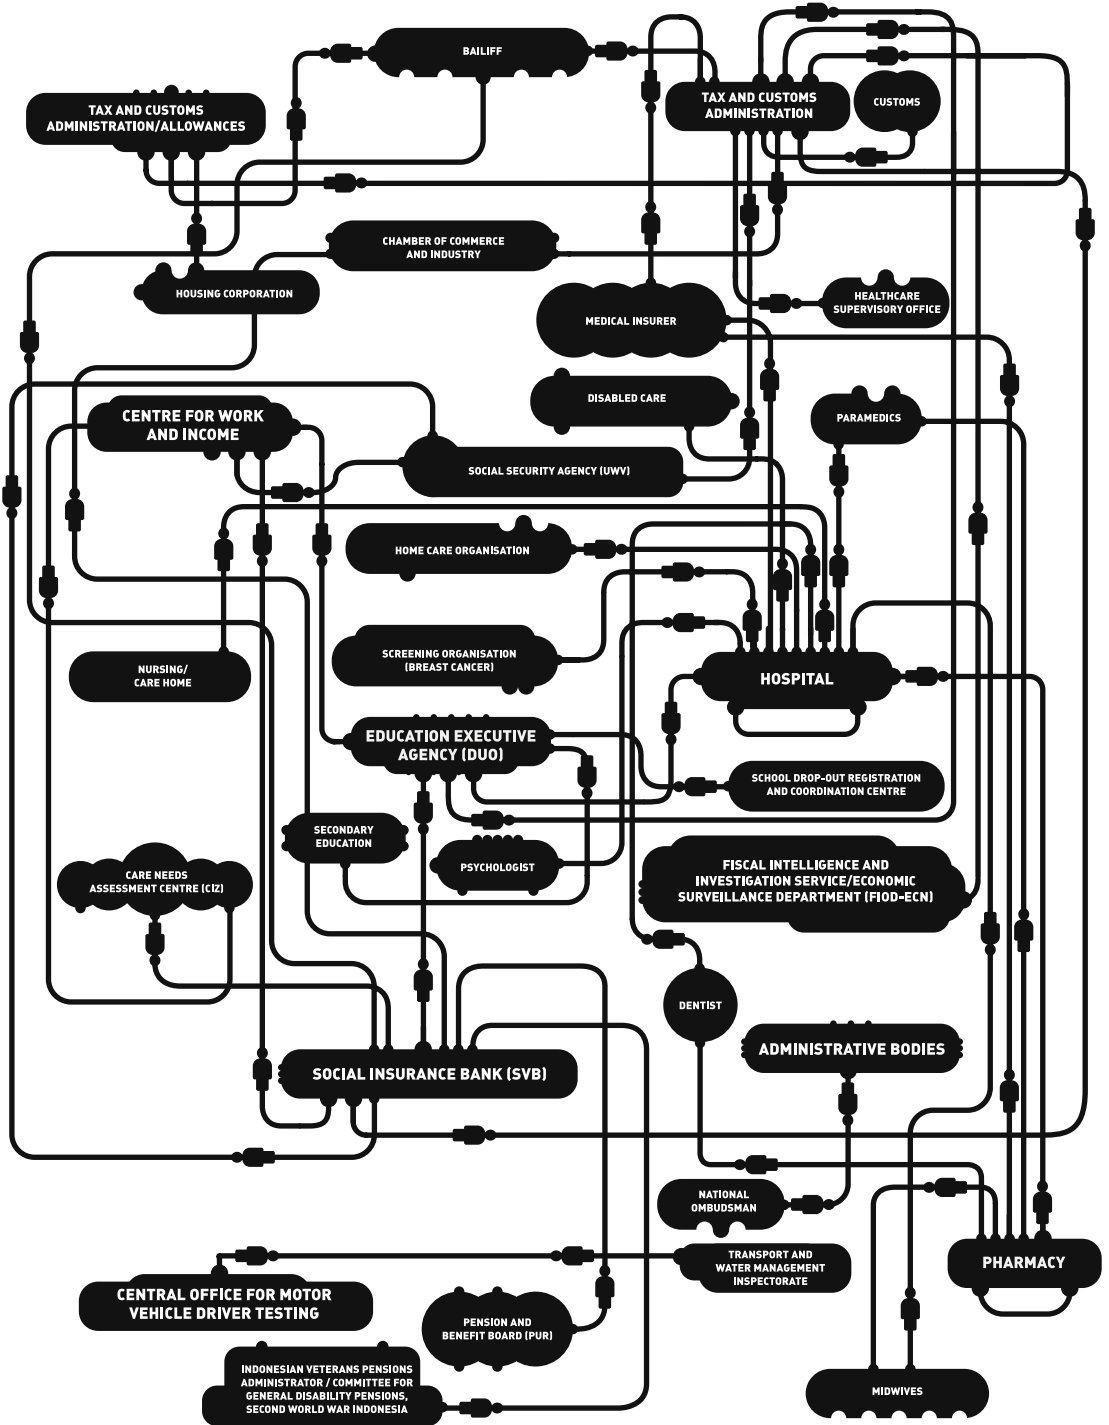 BAILIFF
TAX AND CUSTOMS
ADMINISTRATION/ALLOWANCES
TAX AND CUSTOMS
ADMINISTRATION
CUSTOMS
CHAMBER OF COMMERCE
AND INDUSTRY
HOUSING CORPORATION
MEDICAL INSURER
HEALTHCARE
SUPERVISORY OFFICE
DISABLED CARE
CENTRE FOR WORK
AND INCOME
PARAMEDICS
SOCIAL SECURITY AGENCY (UWV)
HOME CARE ORGANISATION
SCREENING ORGANISATION
(BREAST CANCER)
NURSING/
CARE HOME
HOSPITAL
EDUCATION EXECUTIVE
AGENCY (DUO)
SCHOOL DROP-OUT REGISTRATION
AND COORDINATION CENTRE
SECONDARY
EDUCATION
PSYCHOLOGIST
CARE NEEDS
ASSESSMENT CENTRE (CIZ)
FISCAL INTELLIGENCE AND
INVESTIGATION SERVICE/ECONOMIC
SURVEILLANCE DEPARTMENT (FIOD-ECN)
DENTIST
ADMINISTRATIVE BODIES
SOCIAL INSURANCE BANK (SVB)
NATIONAL
OMBUDSMAN
TRANSPORT AND
WATER MANAGEMENT
INSPECTORATE
PHARMACY
CENTRAL OFFICE FOR MOTOR
VEHICLE DRIVER TESTING
PENSION AND
BENEFIT BOARD (PUR)
INDONESIAN VETERANS PENSIONS
ADMINISTRATOR / COMMITTEE FOR
GENERAL DISABILITY PENSIONS,
SECOND WORLD WAR INDONESIA
MIDWIVES